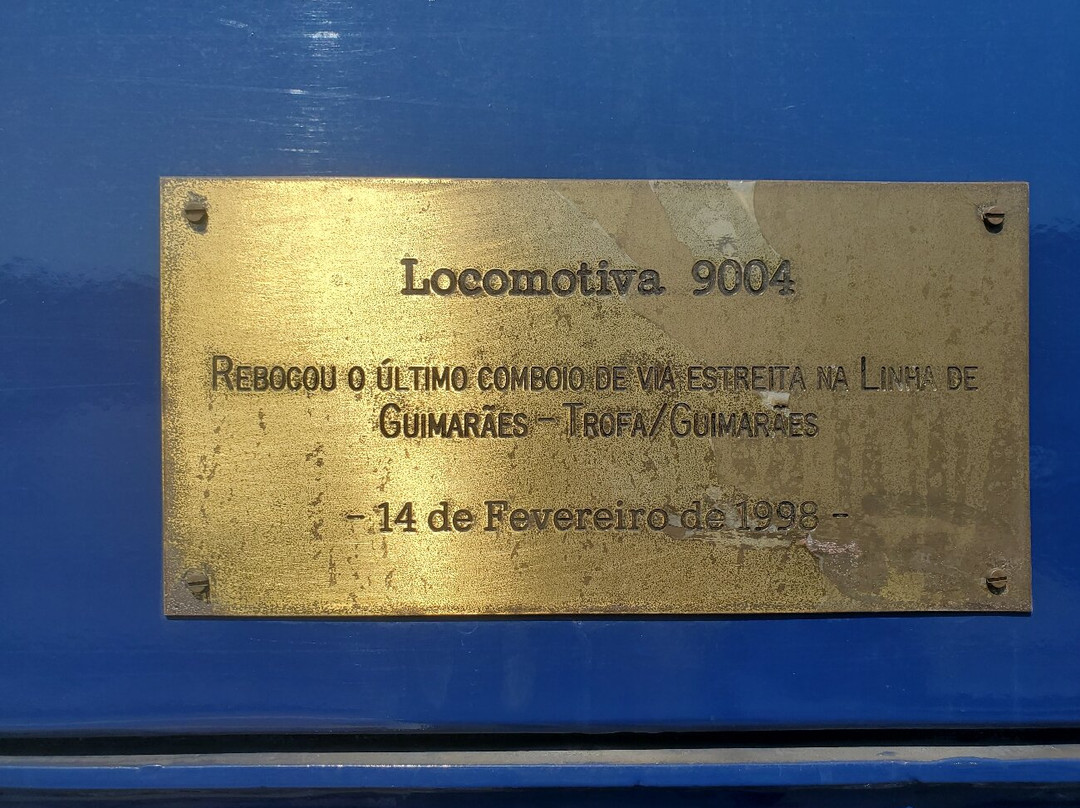 Locomotiva 9004
REBOCOU O ÚLTIMO COMBOIO DE VIA ESTREITA NA LINHA DE
GUIMARÃES - TROFA/GUIMARÃES
- 14 de Fevereiro de 1998 -